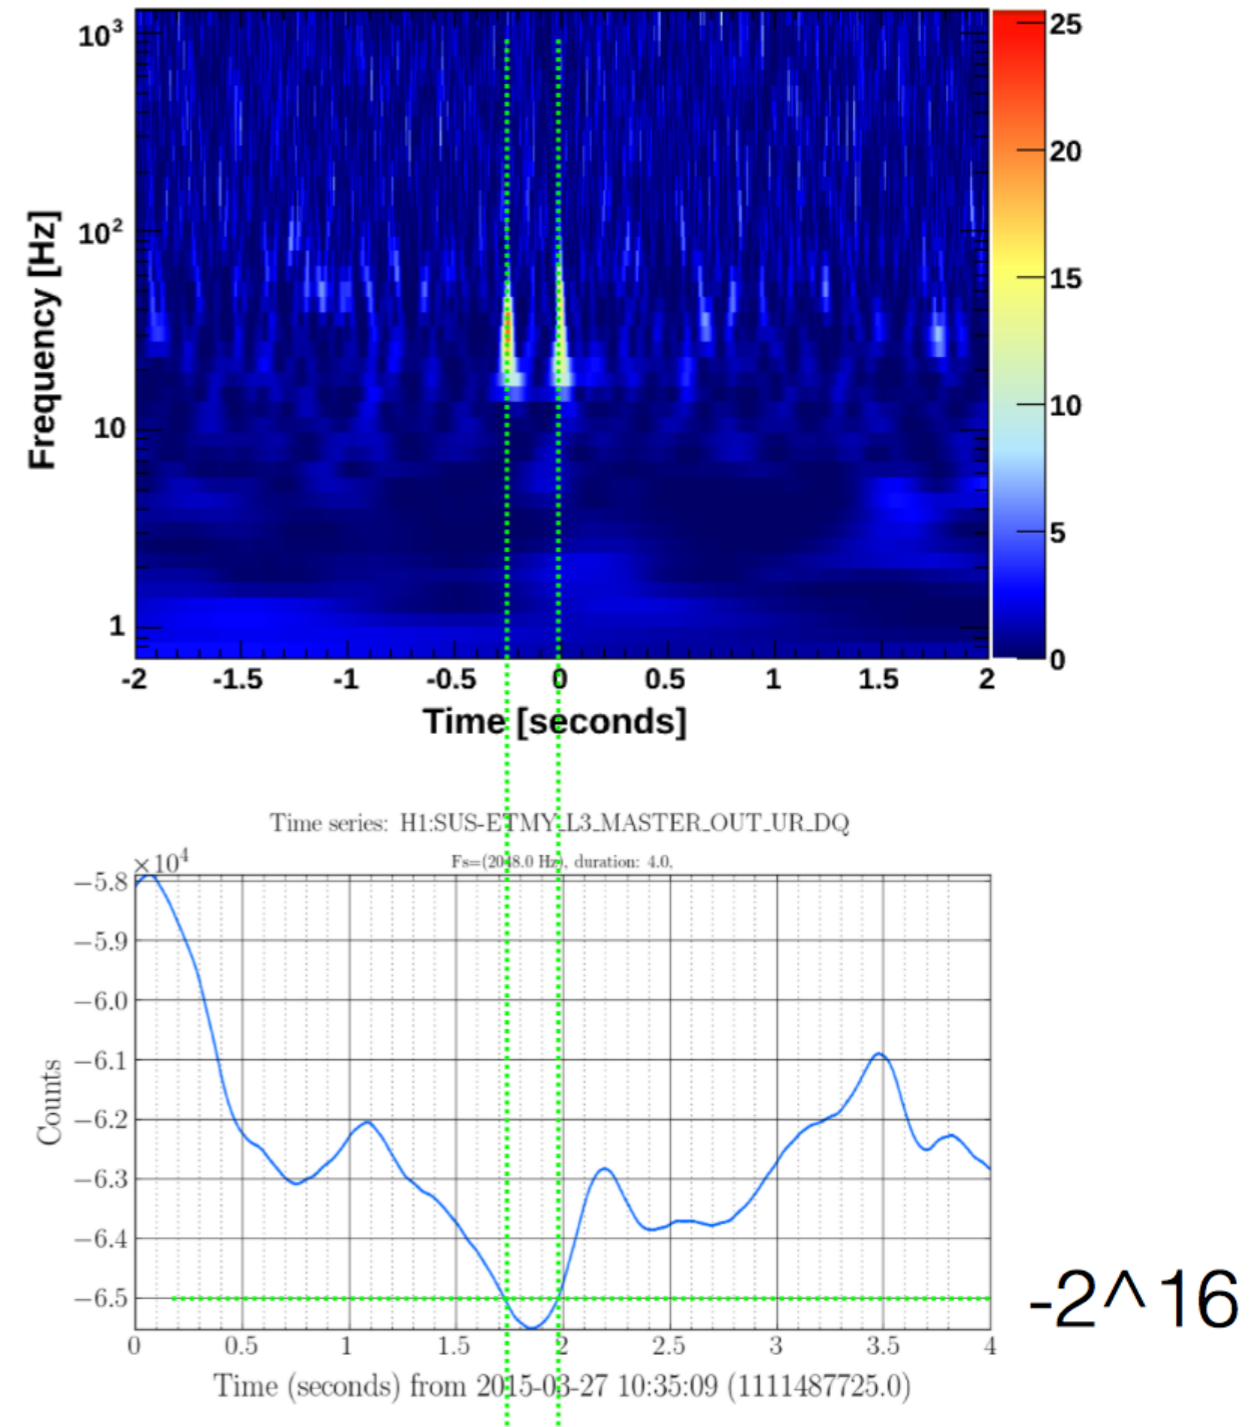 10³
10²
10
1
Frequency [Hz]
25
20
15
10
5
0
-2 -1.5 -1 -0.5 0 0.5 1 1.5 2
Time [seconds]
Time series: H1:SUS-ETMY_L3_MASTER_OUT_UR_DQ
Fs=(2048.0 Hz), duration: 4.0,
×10⁴
−5.8
−5.9
−6.0
−6.1
−6.2
−6.3
−6.4
−6.5
Counts
-2^16
0 0.5 1 1.5 2 2.5 3 3.5 4
Time (seconds) from 2015-03-27 10:35:09 (1111487725.0)